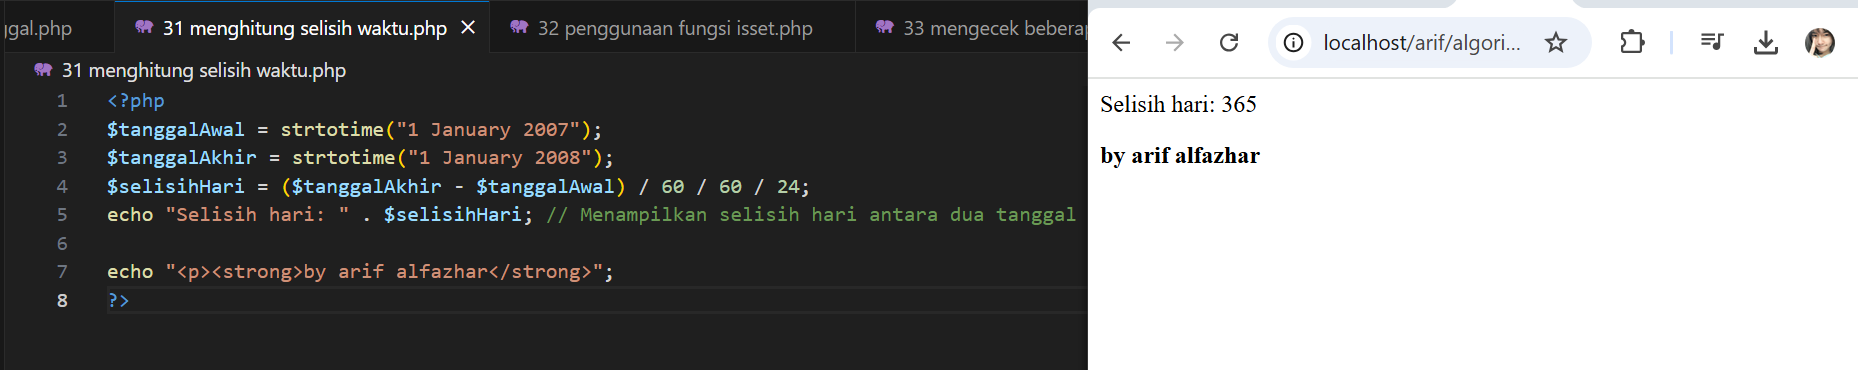 ggal.php
31 menghitung selisih waktu.php
32 penggunaan fungsi isset.php
33 mengecek beberap
31 menghitung selisih waktu.php
1 <?php
2 $tanggalAwal = strtotime("1 January 2007");
3 $tanggalAkhir = strtotime("1 January 2008");
4 $selisihHari = ($tanggalAkhir - $tanggalAwal) / 60 / 60 / 24;
5 echo "Selisih hari: " . $selisihHari; // Menampilkan selisih hari antara dua tanggal
6
7 echo "<p><strong>by arif alfazhar</strong>";
8 ?>
localhost/arif/algori...
Selisih hari: 365
by arif alfazhar